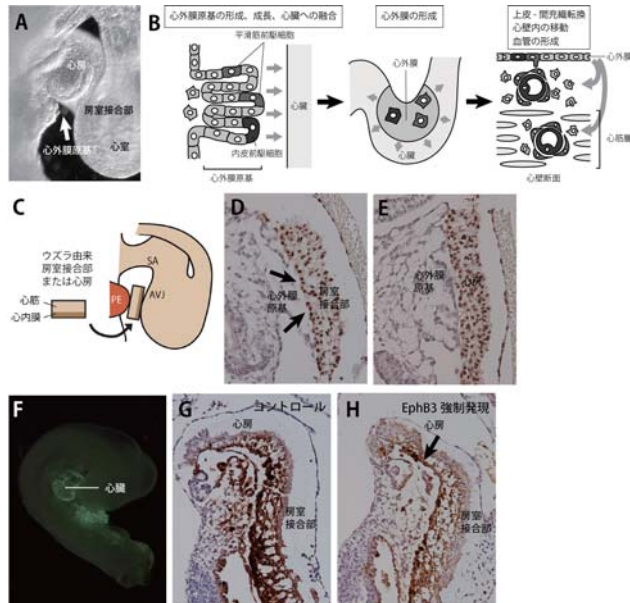 A
心房
房室接合部
心外膜原基
心室
B
心外膜原基の形成、成長、心臓への融合
平滑筋前駆細胞
心臓
内皮前駆細胞
心外膜原基
心外膜の形成
心外膜
心臓
上皮 - 間充織転換
心壁内の移動
血管の形成
心外膜
心筋層
心壁断面
C
ウズラ由来
房室接合部
または心房
心筋
心内膜
SA
PE
AVJ
D
心外膜
原基
房室
接合部
E
心外膜
原基
心房
F
心臓
G
コントロール
心房
房室
接合部
H
EphB3 強制発現
心房
房室
接合部